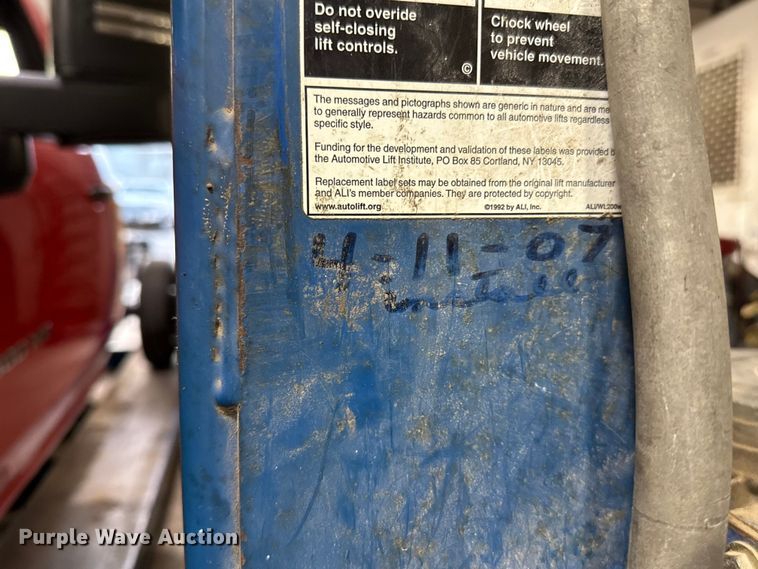 Do not overide
self-closing
lift controls.
©
Chock wheel
to prevent
vehicle movement.
The messages and pictographs shown are generic in nature and are me
to generally represent hazards common to all automotive lifts regardless
specific style.
Funding for the development and validation of these labels was provided b
the Automotive Lift Institute, PO Box 85 Cortland, NY 13045.
Replacement label sets may be obtained from the original lift manufacturer
and ALI's member companies. They are protected by copyright.
www.autolift.org
©1992 by ALI, Inc.
ALI/WL200w
4-11-07
Install
Purple Wave Auction